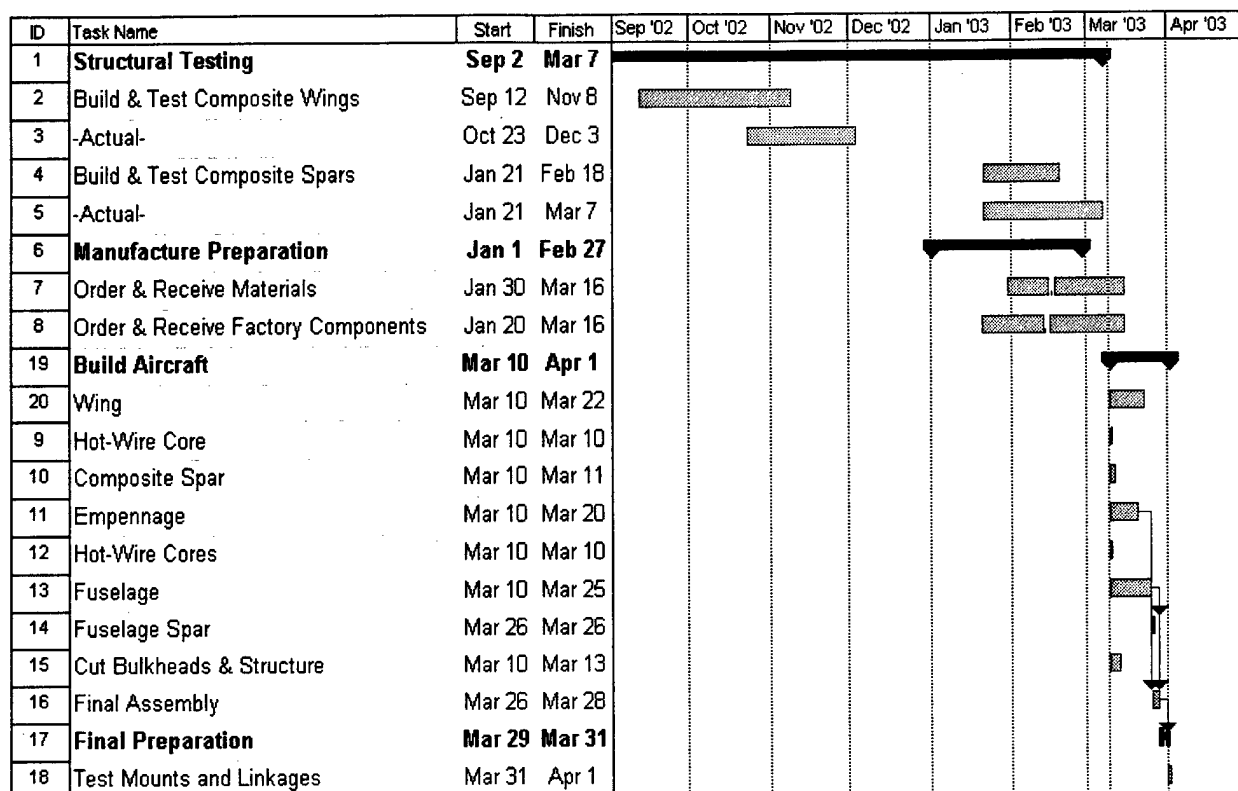 ID Task Name Start Finish Sep '02 Oct '02 Nov '02 Dec '02 Jan '03 Feb '03 Mar '03 Apr '03
1 Structural Testing Sep 2 Mar 7
2 Build & Test Composite Wings Sep 12 Nov 8
3 -Actual- Oct 23 Dec 3
4 Build & Test Composite Spars Jan 21 Feb 18
5 -Actual- Jan 21 Mar 7
6 Manufacture Preparation Jan 1 Feb 27
7 Order & Receive Materials Jan 30 Mar 16
8 Order & Receive Factory Components Jan 20 Mar 16
19 Build Aircraft Mar 10 Apr 1
20 Wing Mar 10 Mar 22
9 Hot-Wire Core Mar 10 Mar 10
10 Composite Spar Mar 10 Mar 11
11 Empennage Mar 10 Mar 20
12 Hot-Wire Cores Mar 10 Mar 10
13 Fuselage Mar 10 Mar 25
14 Fuselage Spar Mar 26 Mar 26
15 Cut Bulkheads & Structure Mar 10 Mar 13
16 Final Assembly Mar 26 Mar 28
17 Final Preparation Mar 29 Mar 31
18 Test Mounts and Linkages Mar 31 Apr 1